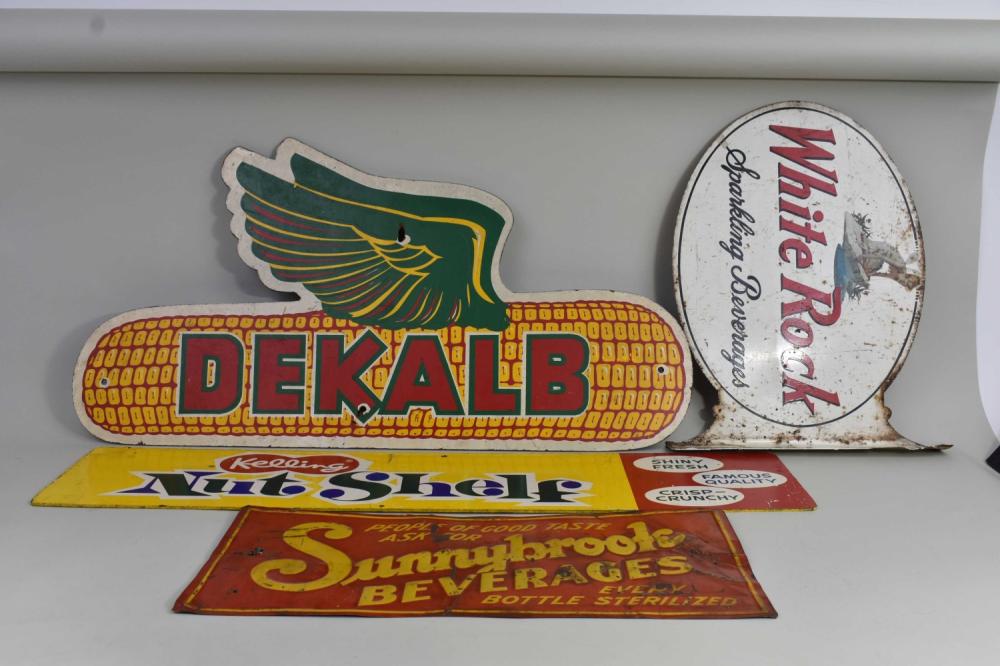 DEKALB
White Rock
Sparkling Beverages
Kelling
Nut Shelf
SHINY FRESH
FAMOUS QUALITY
CRISP-
CRUNCHY
PEOPLE OF GOOD TASTE
ASK FOR
Sunnybrook
BEVERAGES
EVERY
BOTTLE STERILIZED